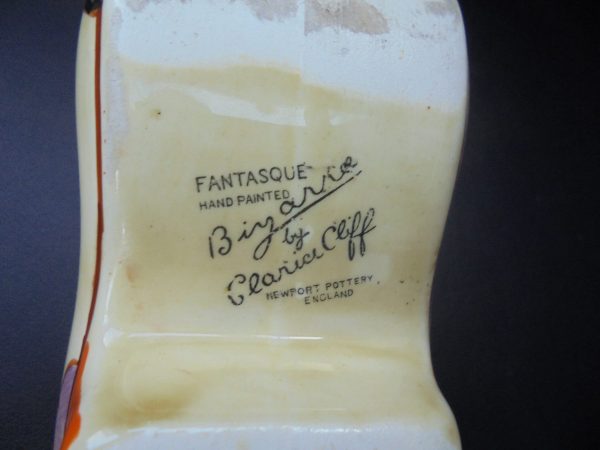 FANTASQUE
HAND PAINTED
Bizarre
by
Clarice Cliff
NEWPORT POTTERY
ENGLAND